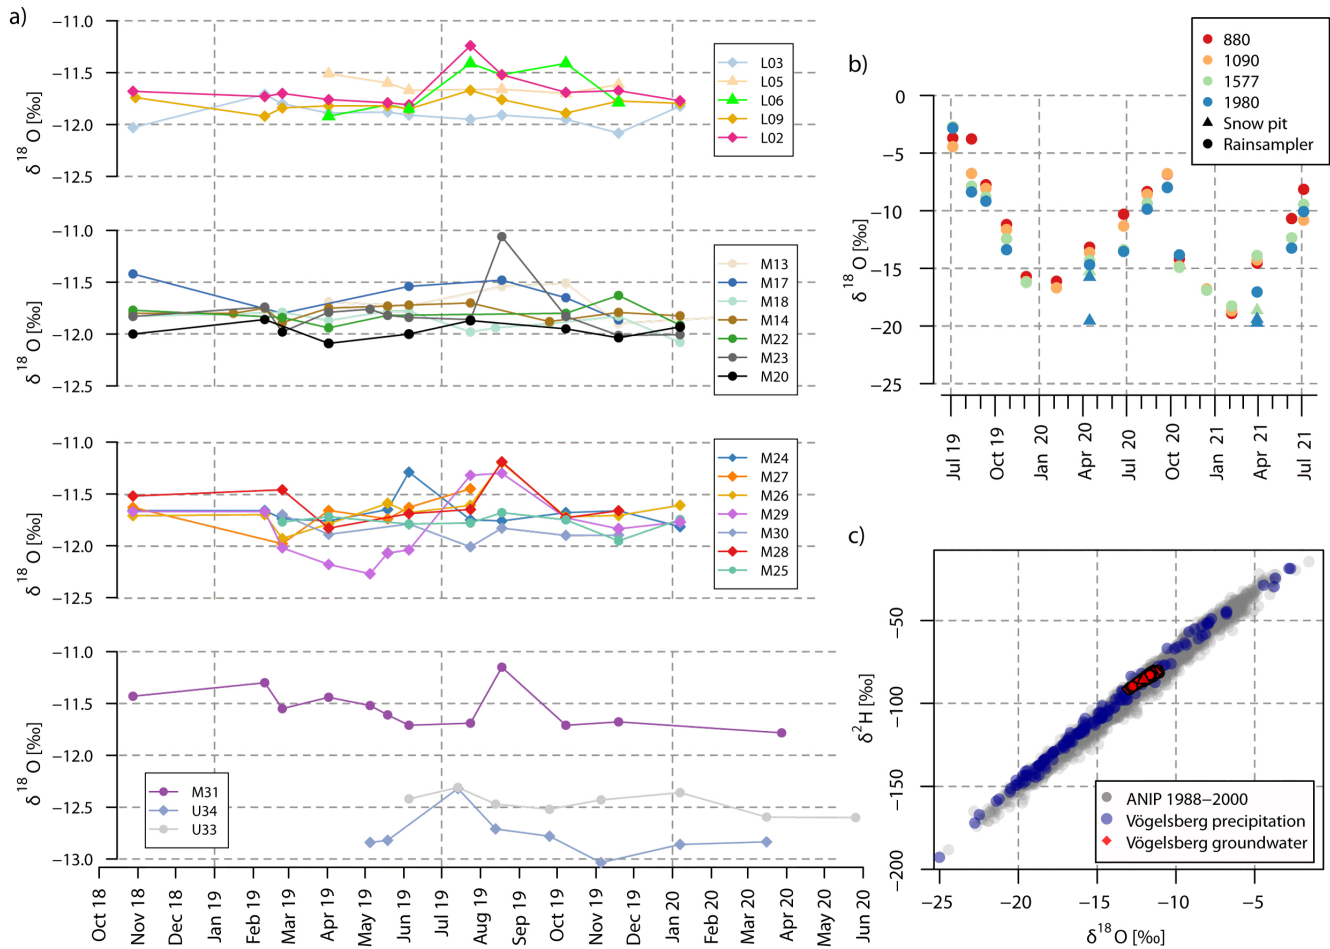 a)
−11.0
−11.5
−12.0
−12.5
δ18O [‰]
L03
L05
L06
L09
L02
−11.0
−11.5
−12.0
−12.5
δ18O [‰]
M13
M17
M18
M14
M22
M23
M20
−11.0
−11.5
−12.0
−12.5
δ18O [‰]
M24
M27
M26
M29
M30
M28
M25
−11.0
−11.5
−12.0
−12.5
−13.0
δ18O [‰]
M31
U34
U33
Oct 18
Nov 18
Dec 18
Jan 19
Feb 19
Mar 19
Apr 19
May 19
Jun 19
Jul 19
Aug 19
Sep 19
Oct 19
Nov 19
Jan 20
Feb 20
Mar 20
Apr 20
May 20
Jun 20
b)
880
1090
1577
1980
Snow pit
Rainsampler
0
−5
−10
−15
−20
−25
δ18O [‰]
Jul 19
Oct 19
Jan 20
Apr 20
Jul 20
Oct 20
Jan 21
Apr 21
Jul 21
c)
−50
−100
−150
−200
δ2H [‰]
ANIP 1988−2000
Vögelsberg precipitation
Vögelsberg groundwater
−25
−20
−15
−10
−5
δ18O [‰]